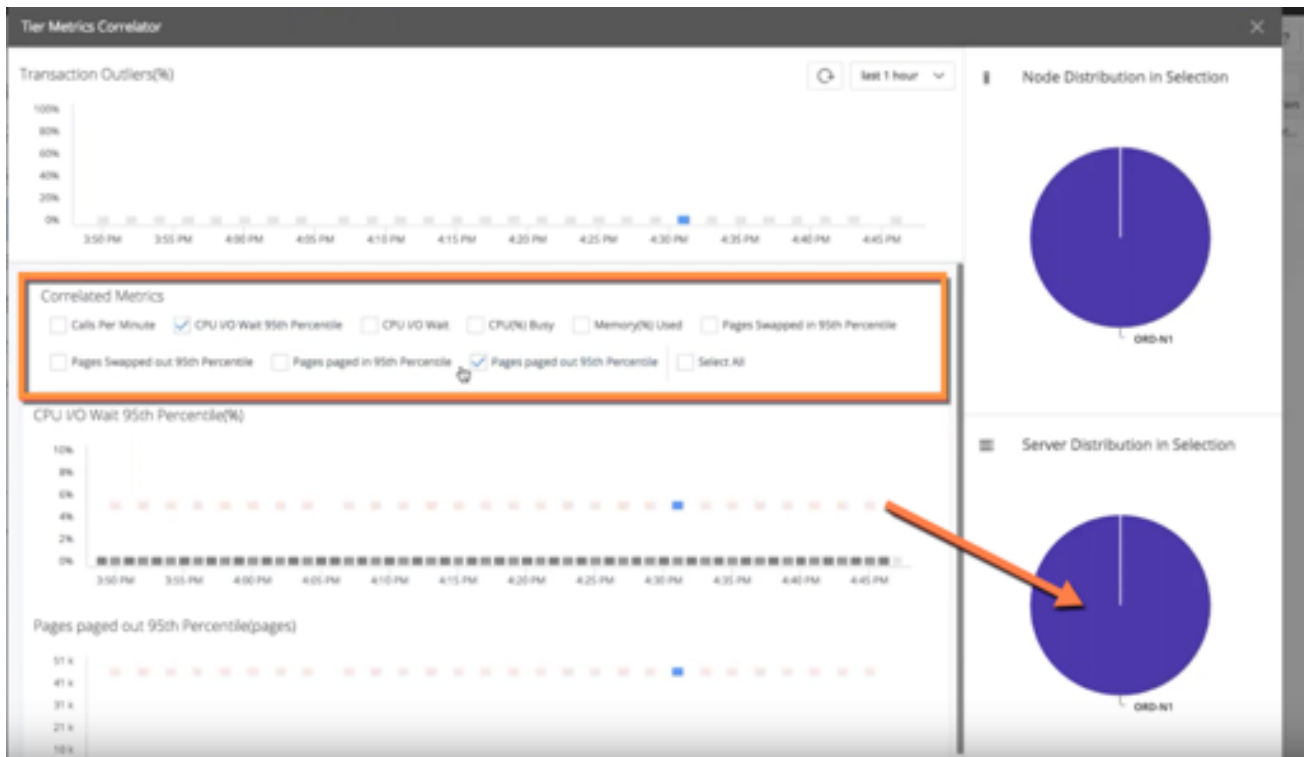 Tier Metrics Correlator
?
Transaction Outliers(%)
last 1 hour
100%
80%
60%
40%
20%
0%
3:50 PM 3:55 PM 4:00 PM 4:05 PM 4:10 PM 4:15 PM 4:20 PM 4:25 PM 4:30 PM 4:35 PM 4:40 PM 4:45 PM
Correlated Metrics
Calls Per Minute CPU I/O Wait 95th Percentile CPU I/O Wait CPU(%) Busy Memory(%) Used Pages Swapped in 95th Percentile
Pages Swapped out 95th Percentile Pages paged in 95th Percentile Pages paged out 95th Percentile Select All
CPU I/O Wait 95th Percentile(%)
10%
8%
6%
4%
2%
0%
3:50 PM 3:55 PM 4:00 PM 4:05 PM 4:10 PM 4:15 PM 4:20 PM 4:25 PM 4:30 PM 4:35 PM 4:40 PM 4:45 PM
Pages paged out 95th Percentile(pages)
51 k
41 k
31 k
21 k
10 k
Node Distribution in Selection
ORD-N1
Server Distribution in Selection
ORD-N1